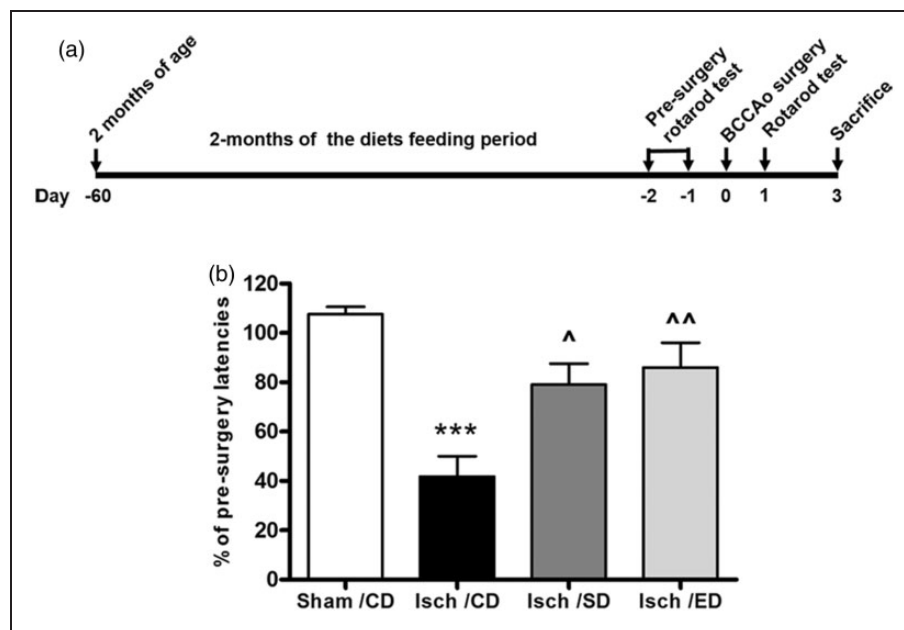 (a)
2 months of age
2-months of the diets feeding period
Pre-surgery
rotarod test
BCCAo surgery
Rotarod test
Sacrifice
Day -60 -2 -1 0 1 3
(b)
% of pre-surgery latencies
120
100
80
60
40
20
0
***
^
^^
Sham /CD Isch /CD Isch /SD Isch /ED